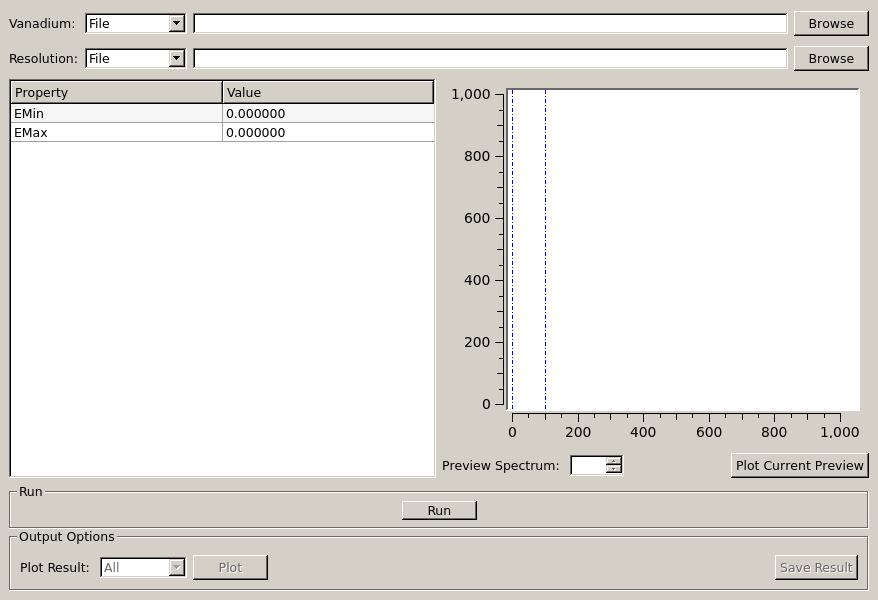 Vanadium: File Browse
Resolution: File Browse
Property Value
EMin 0.000000
EMax 0.000000
1,000
800
600
400
200
0
0 200 400 600 800 1,000
Preview Spectrum: Plot Current Preview
Run
Run
Output Options
Plot Result: All Plot Save Result